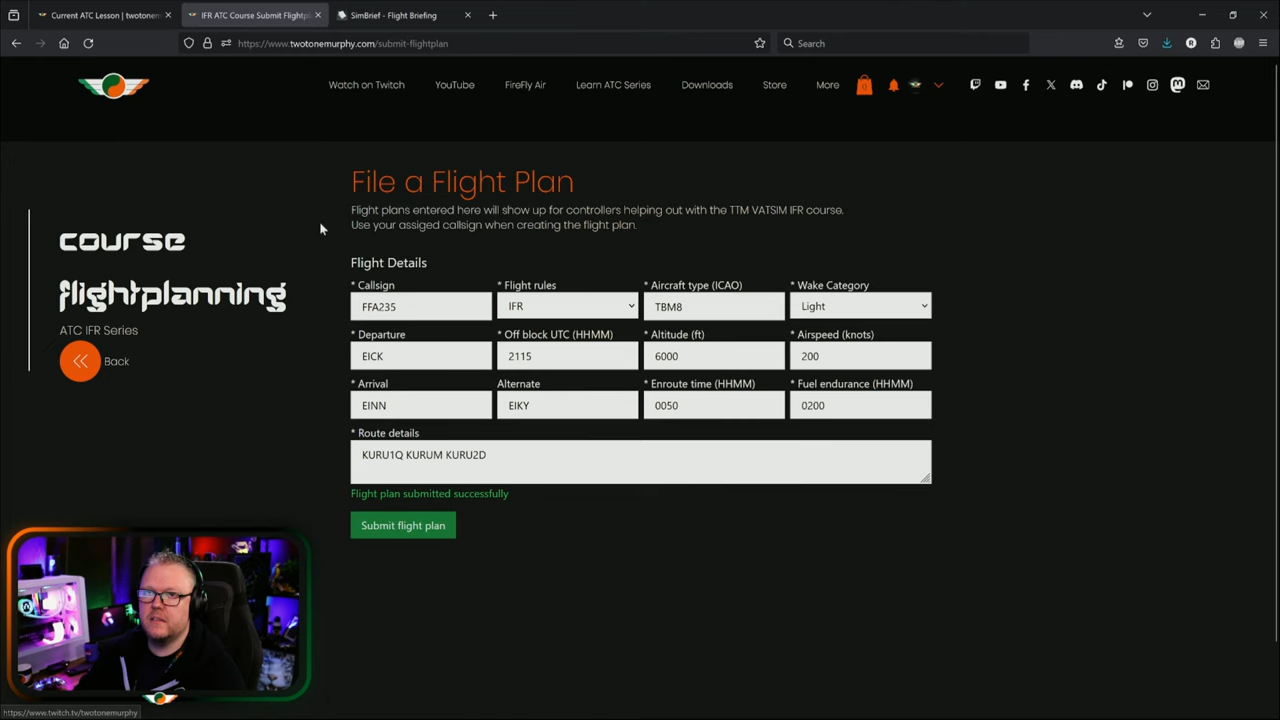 Current ATC Lesson | twotonem
IFR ATC Course Submit Flightpl
SimBrief - Flight Briefing
https://www.twotonemurphy.com/submit-flightplan
Search
Watch on Twitch
YouTube
FireFly Air
Learn ATC Series
Downloads
Store
More
0
File a Flight Plan
Flight plans entered here will show up for controllers helping out with the TTM VATSIM IFR course.
Use your assiged callsign when creating the flight plan.
course
flightplanning
ATC IFR Series
Back
Flight Details
* Callsign * Flight rules * Aircraft type (ICAO) * Wake Category
FFA235 IFR TBM8 Light
* Departure * Off block UTC (HHMM) * Altitude (ft) * Airspeed (knots)
EICK 2115 6000 200
* Arrival Alternate * Enroute time (HHMM) * Fuel endurance (HHMM)
EINN EIKY 0050 0200
* Route details
KURU1Q KURUM KURU2D
Flight plan submitted successfully
Submit flight plan
https://www.twitch.tv/twotonemurphy